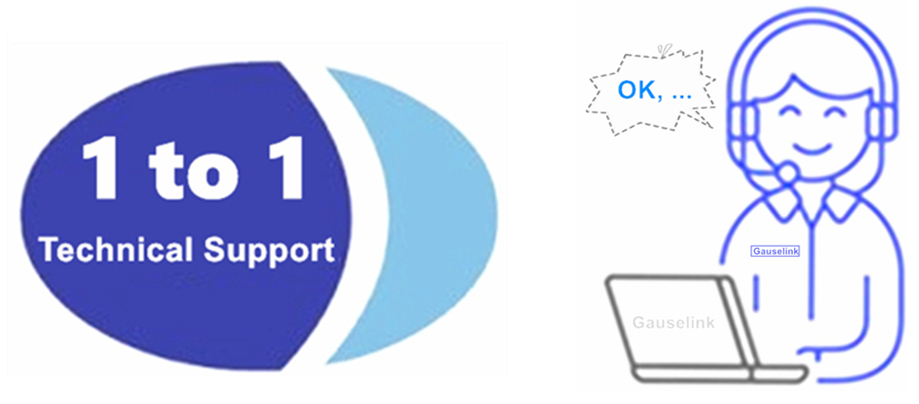 1 to 1
Technical Support
OK, ...
Gauselink
Gauselink